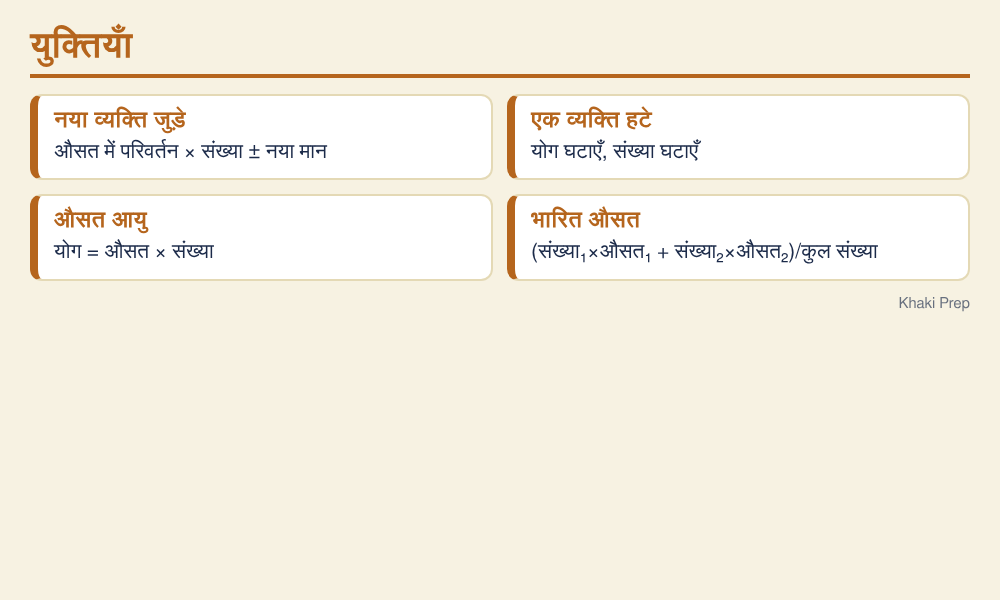 युक्तियाँ
नया व्यक्ति जुड़े
औसत में परिवर्तन × संख्या ± नया मान
एक व्यक्ति हटे
योग घटाएँ, संख्या घटाएँ
औसत आयु
योग = औसत × संख्या
भारित औसत
(संख्या₁×औसत₁ + संख्या₂×औसत₂)/कुल संख्या
Khaki Prep